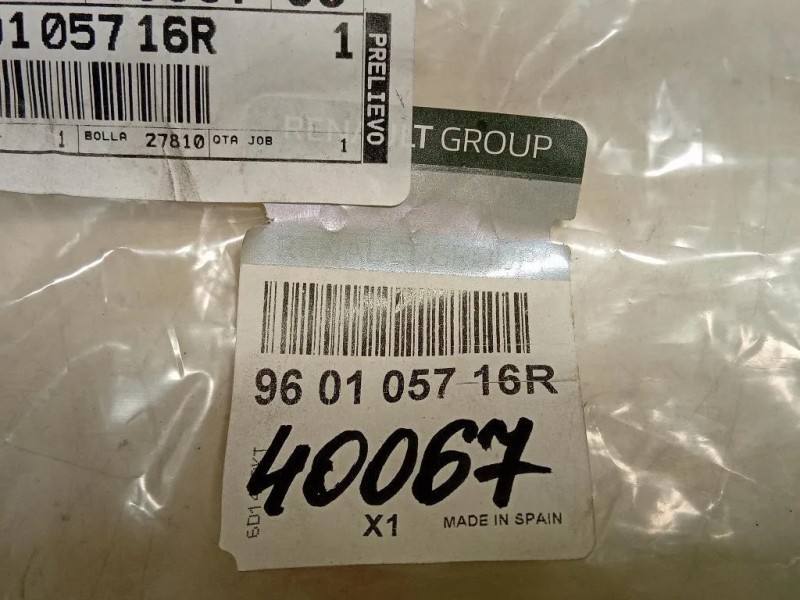 01 057 16R 1
PRELIEVO
1 BOLLA 27810 QTA JOB 1
RENAULT GROUP
96 01 057 16R
40067
X1 MADE IN SPAIN